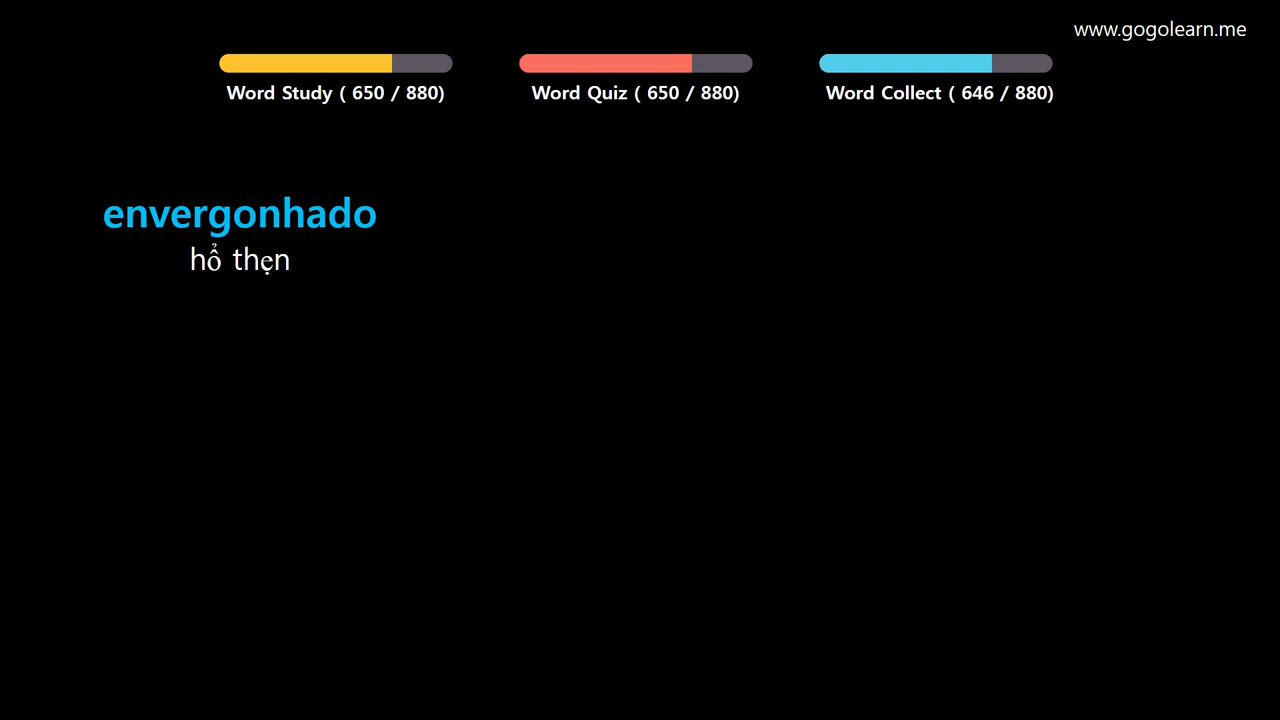 www.gogolearn.me
Word Study ( 650 / 880)
Word Quiz ( 650 / 880)
Word Collect ( 646 / 880)
envergonhado
hổ thẹn